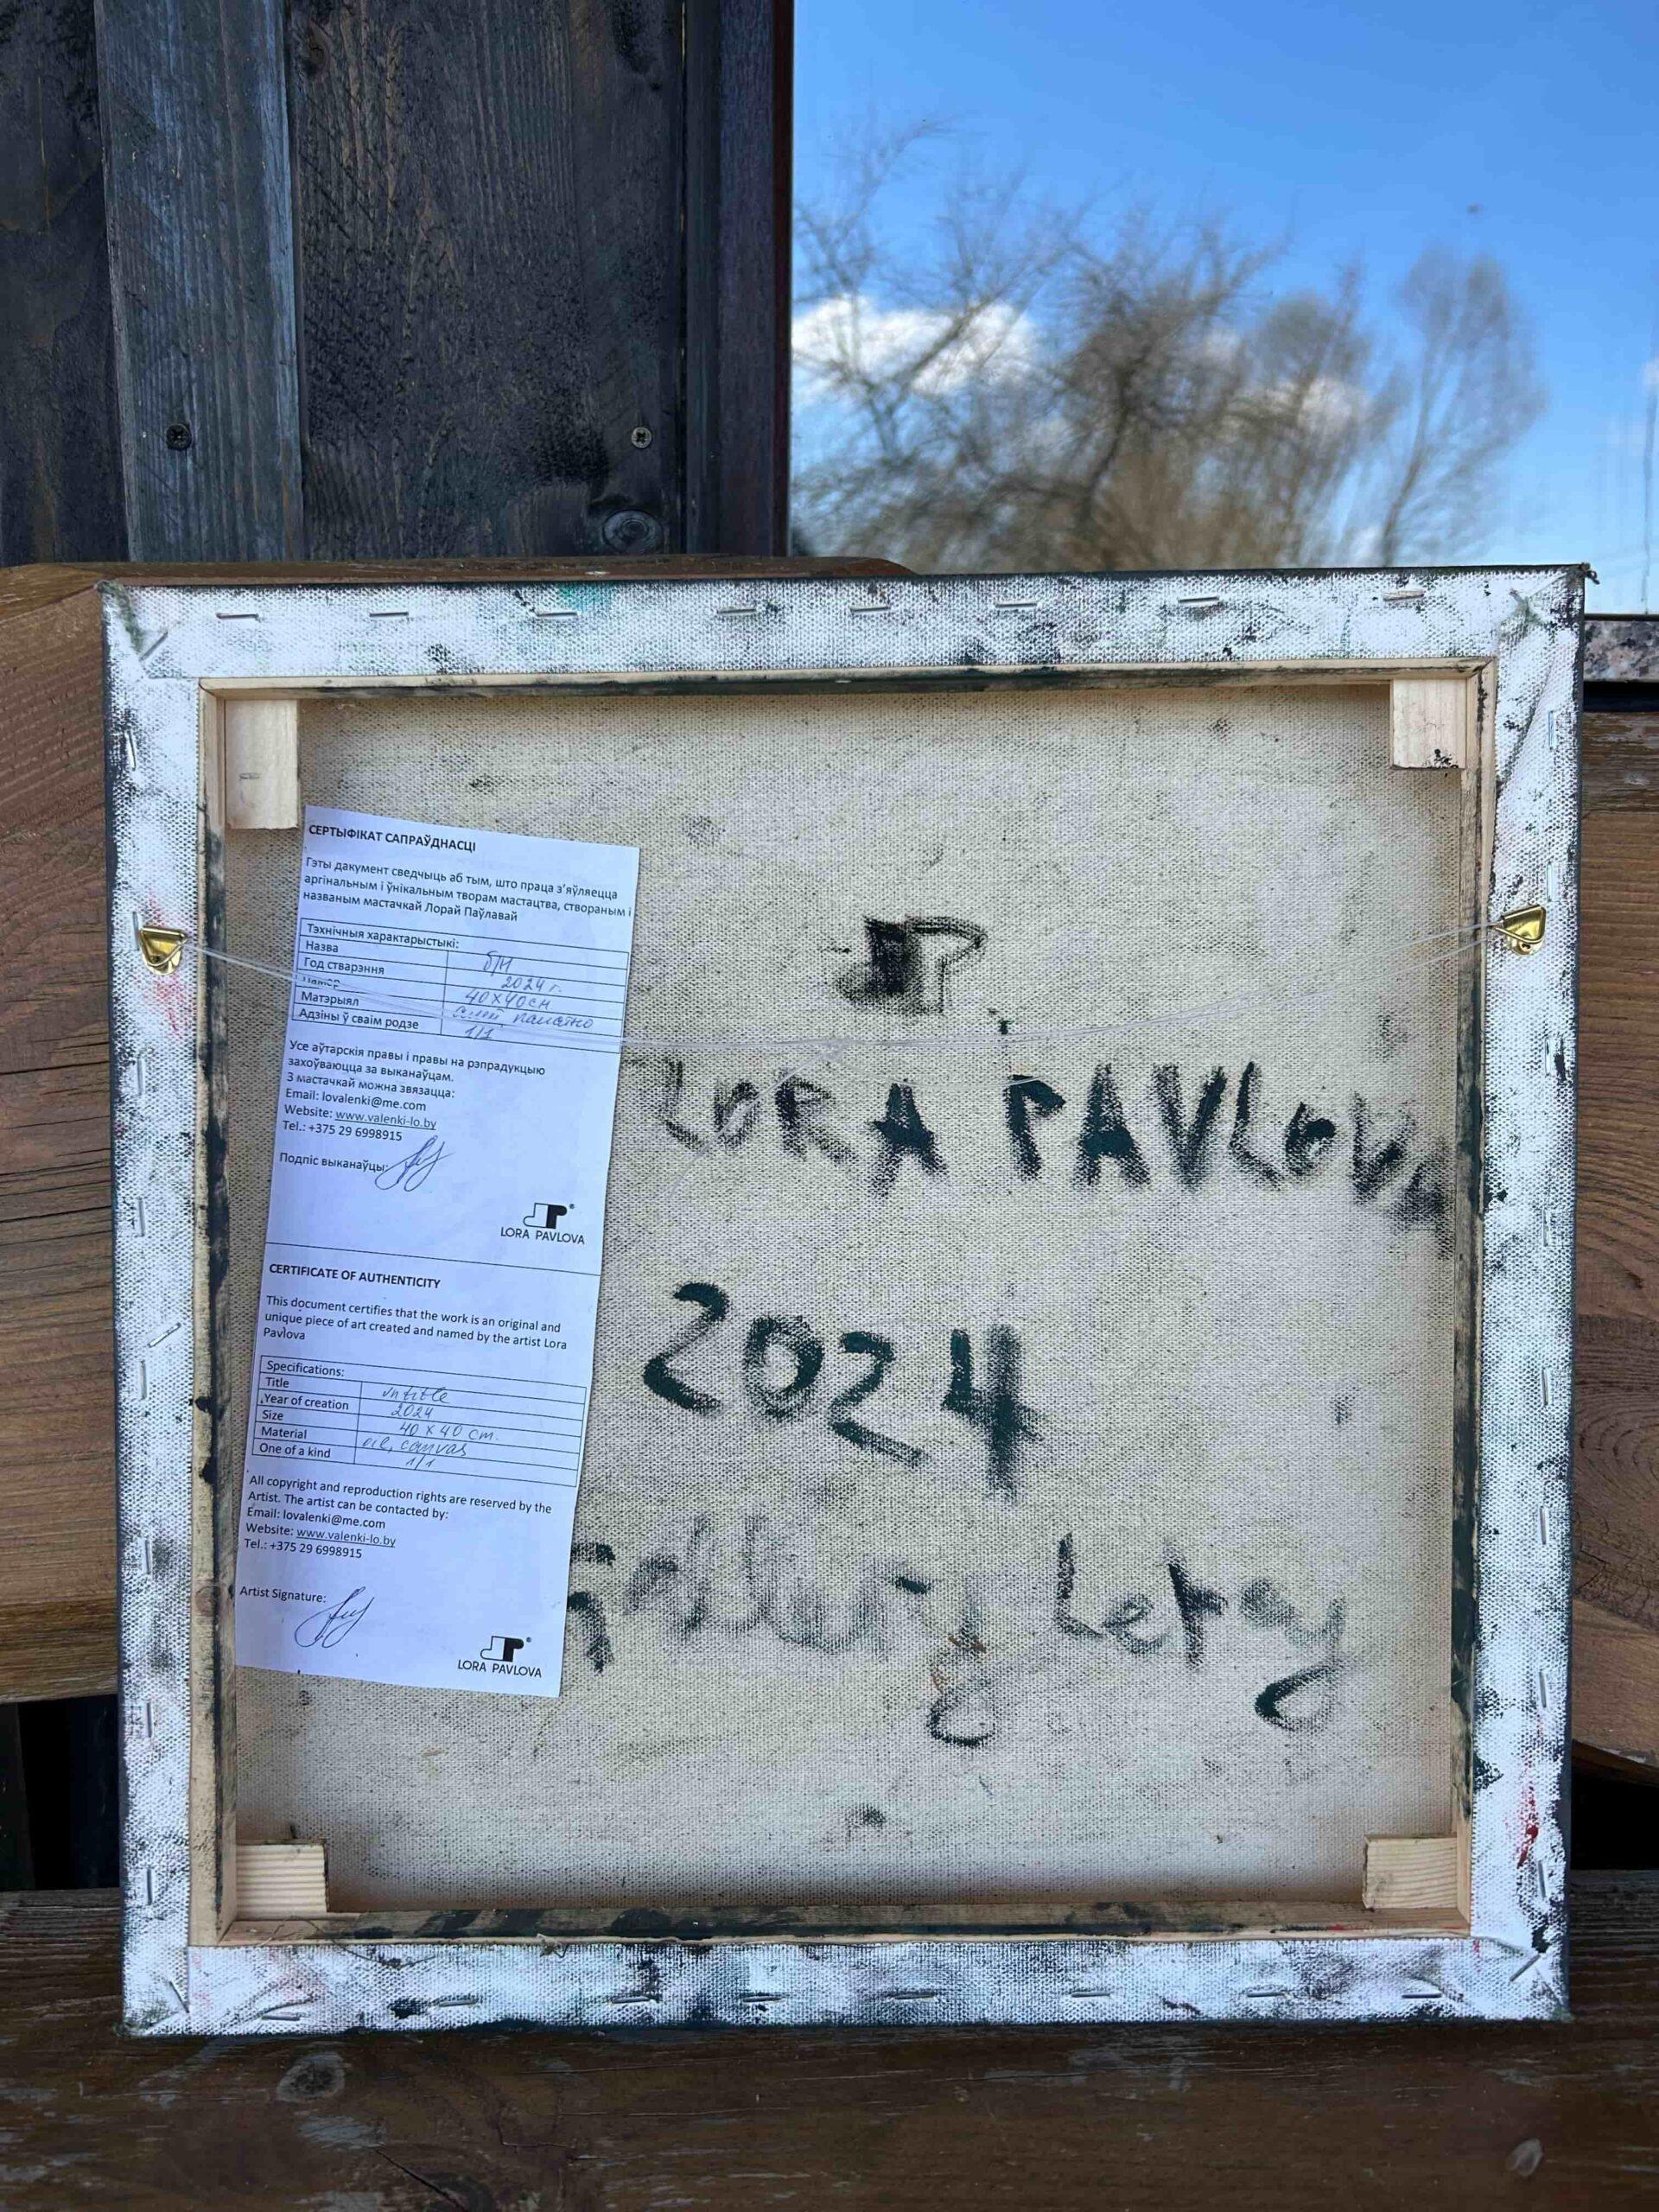 СЕРТЫФІКАТ САПРАЎДНАСЦІ
Гэты дакумент сведчыць аб тым, што праца з'яўляецца
аргінальным і ўнікальным творам мастацтва, створаным і
названым мастачкай Лорай Паўлавай
Тэхнічныя характарыстыкі:
Назва б/н
Год стварэння 2024 г.
40х40см
Матэрыял
Адзіны ў сваім родзе 1/1
Усе аўтарскія правы і правы на рэпрадукцыю
захоўваюцца за выканаўцам.
З мастачкай можна звязацца:
Email: lovalenki@me.com
Website: www.valenki-lo.by
Tel.: +375 29 6998915
Подпіс выканаўцы:
LORA PAVLOVA
CERTIFICATE OF AUTHENTICITY
This document certifies that the work is an original and
unique piece of art created and named by the artist Lora
Pavlova
Specifications:
Title untitle
Year of creation 2024
Size 40 x 40 cm.
Material oil, canvas
One of a kind 1/1
All copyright and reproduction rights are reserved by the
Artist. The artist can be contacted by:
Email: lovalenki@me.com
Website: www.valenki-lo.by
Tel.: +375 29 6998915
Artist Signature:
LORA PAVLOVA
LORA PAVLOVA
2024